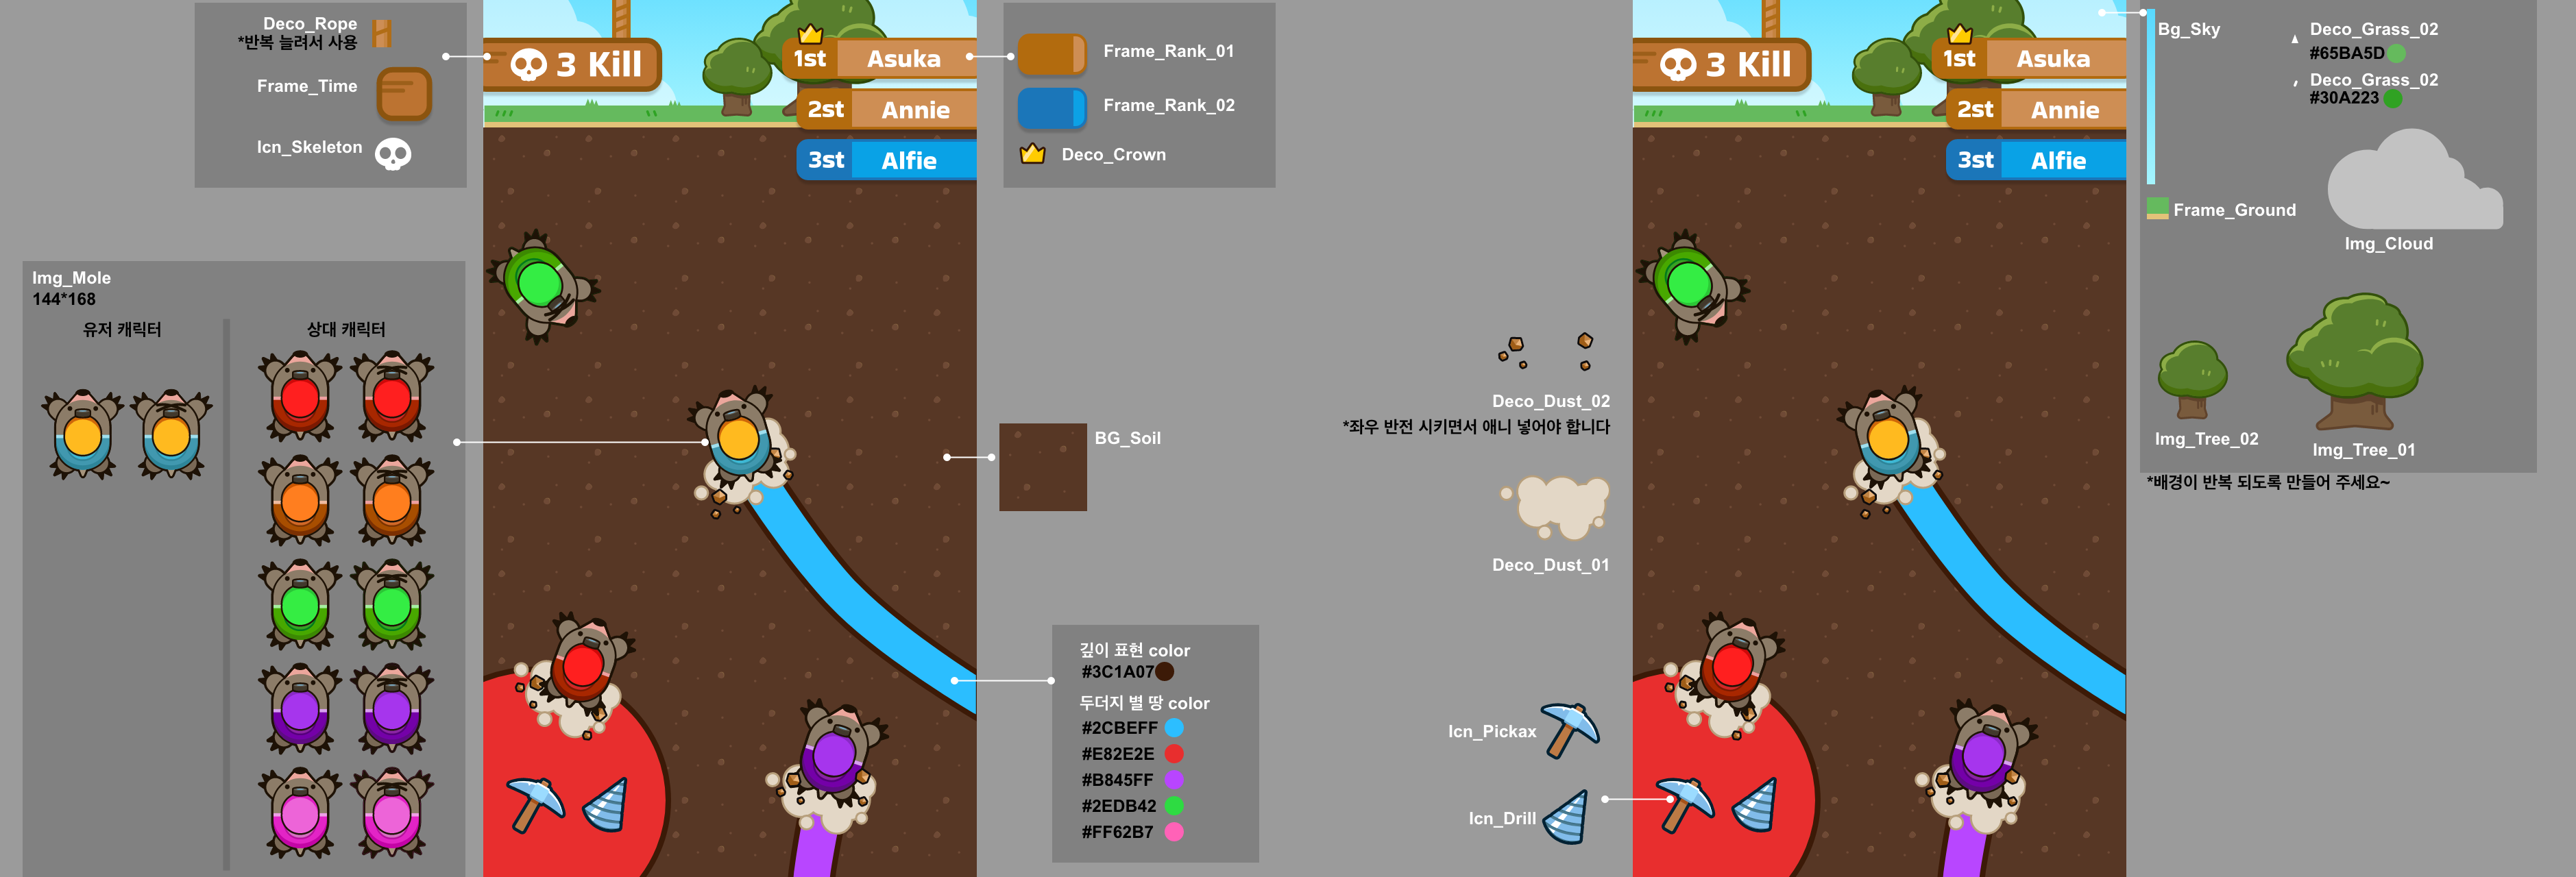 Deco_Rope
*반복 늘려서 사용
Frame_Time
Icn_Skeleton
3 Kill
1st Asuka
2st Annie
3st Alfie
Frame_Rank_01
Frame_Rank_02
Deco_Crown
Img_Mole
144*168
유저 캐릭터
상대 캐릭터
BG_Soil
깊이 표현 color
#3C1A07
두더지 별 땅 color
#2CBEFF
#E82E2E
#B845FF
#2EDB42
#FF62B7
Deco_Dust_02
*좌우 반전 시키면서 애니 넣어야 합니다
Deco_Dust_01
Icn_Pickax
Icn_Drill
3 Kill
1st Asuka
2st Annie
3st Alfie
Bg_Sky
Deco_Grass_02
#65BA5D
Deco_Grass_02
#30A223
Frame_Ground
Img_Cloud
Img_Tree_02
Img_Tree_01
*배경이 반복 되도록 만들어 주세요~